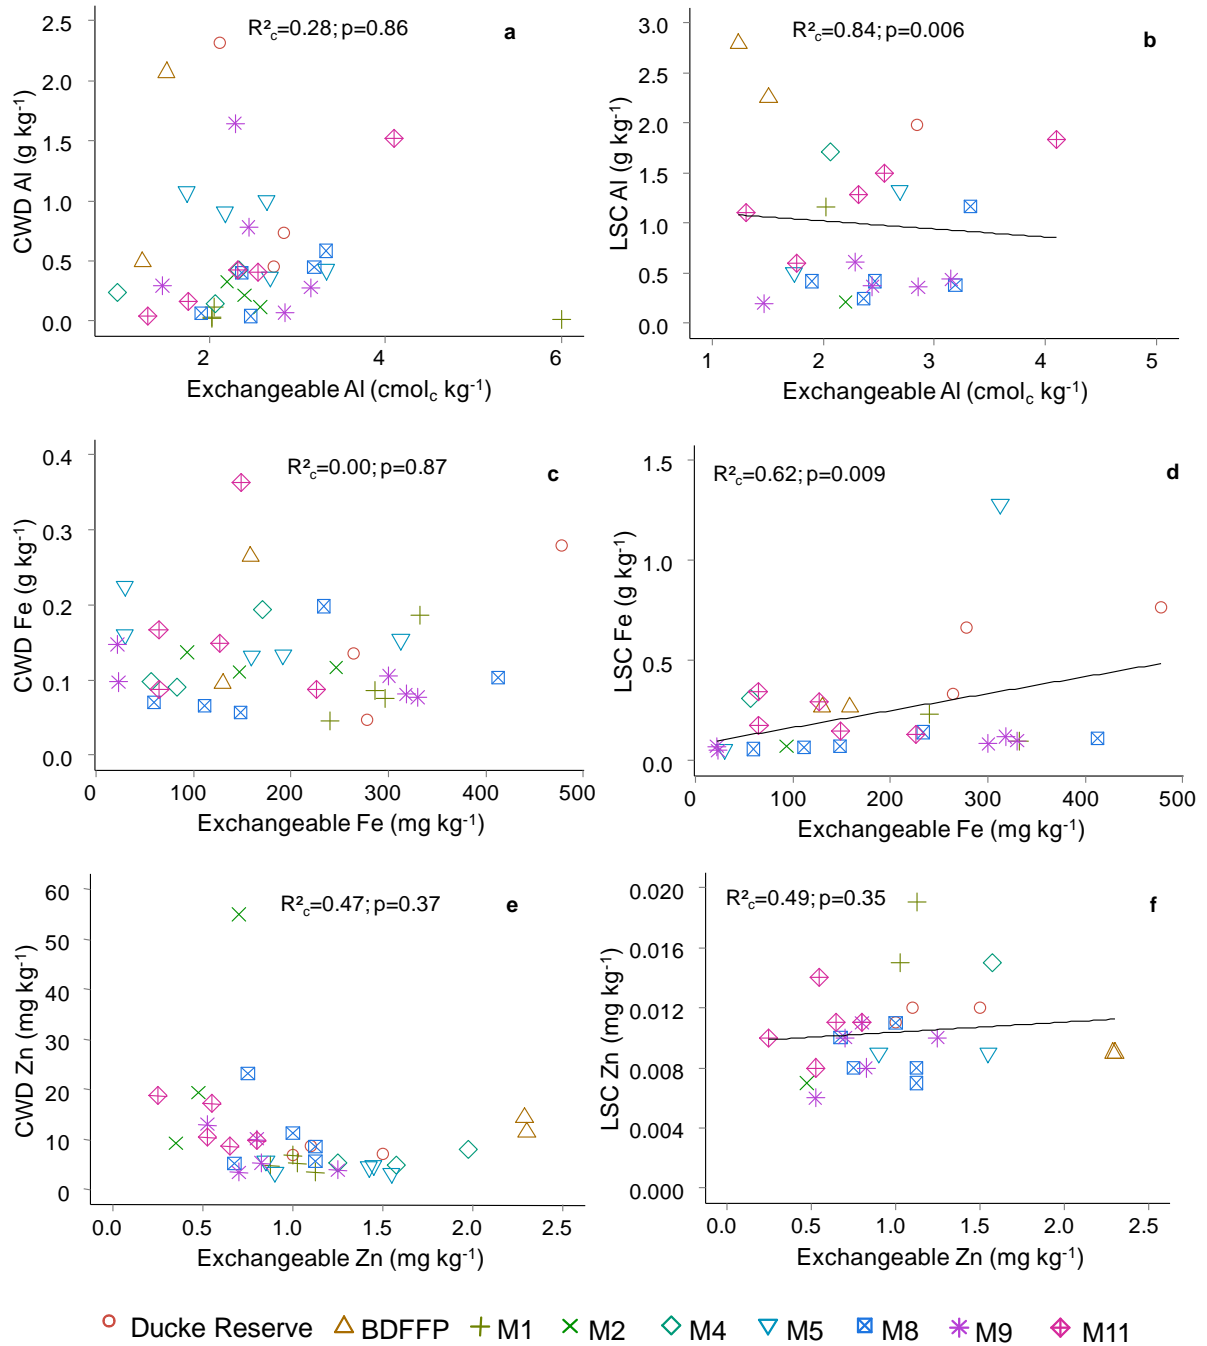 R²c=0.28; p=0.86
a
2.5
2.0
1.5
1.0
0.5
0.0
CWD Al (g kg-1)
2
4
6
Exchangeable Al (cmolc kg-1)
R²c=0.84; p=0.006
b
3.0
2.5
2.0
1.5
1.0
0.5
0.0
LSC Al (g kg-1)
1
2
3
4
5
Exchangeable Al (cmolc kg-1)
R²c=0.00; p=0.87
c
0.4
0.3
0.2
0.1
0.0
CWD Fe (g kg-1)
0
100
200
300
400
500
Exchangeable Fe (mg kg-1)
R²c=0.62; p=0.009
d
1.5
1.0
0.5
0.0
LSC Fe (g kg-1)
0
100
200
300
400
500
Exchangeable Fe (mg kg-1)
R²c=0.47; p=0.37
e
60
50
40
30
20
10
0
CWD Zn (mg kg-1)
0.0
0.5
1.0
1.5
2.0
2.5
Exchangeable Zn (mg kg-1)
R²c=0.49; p=0.35
f
0.020
0.016
0.012
0.008
0.004
0.000
LSC Zn (mg kg-1)
0.0
0.5
1.0
1.5
2.0
2.5
Exchangeable Zn (mg kg-1)
Ducke Reserve BDFFP M1 M2 M4 M5 M8 M9 M11